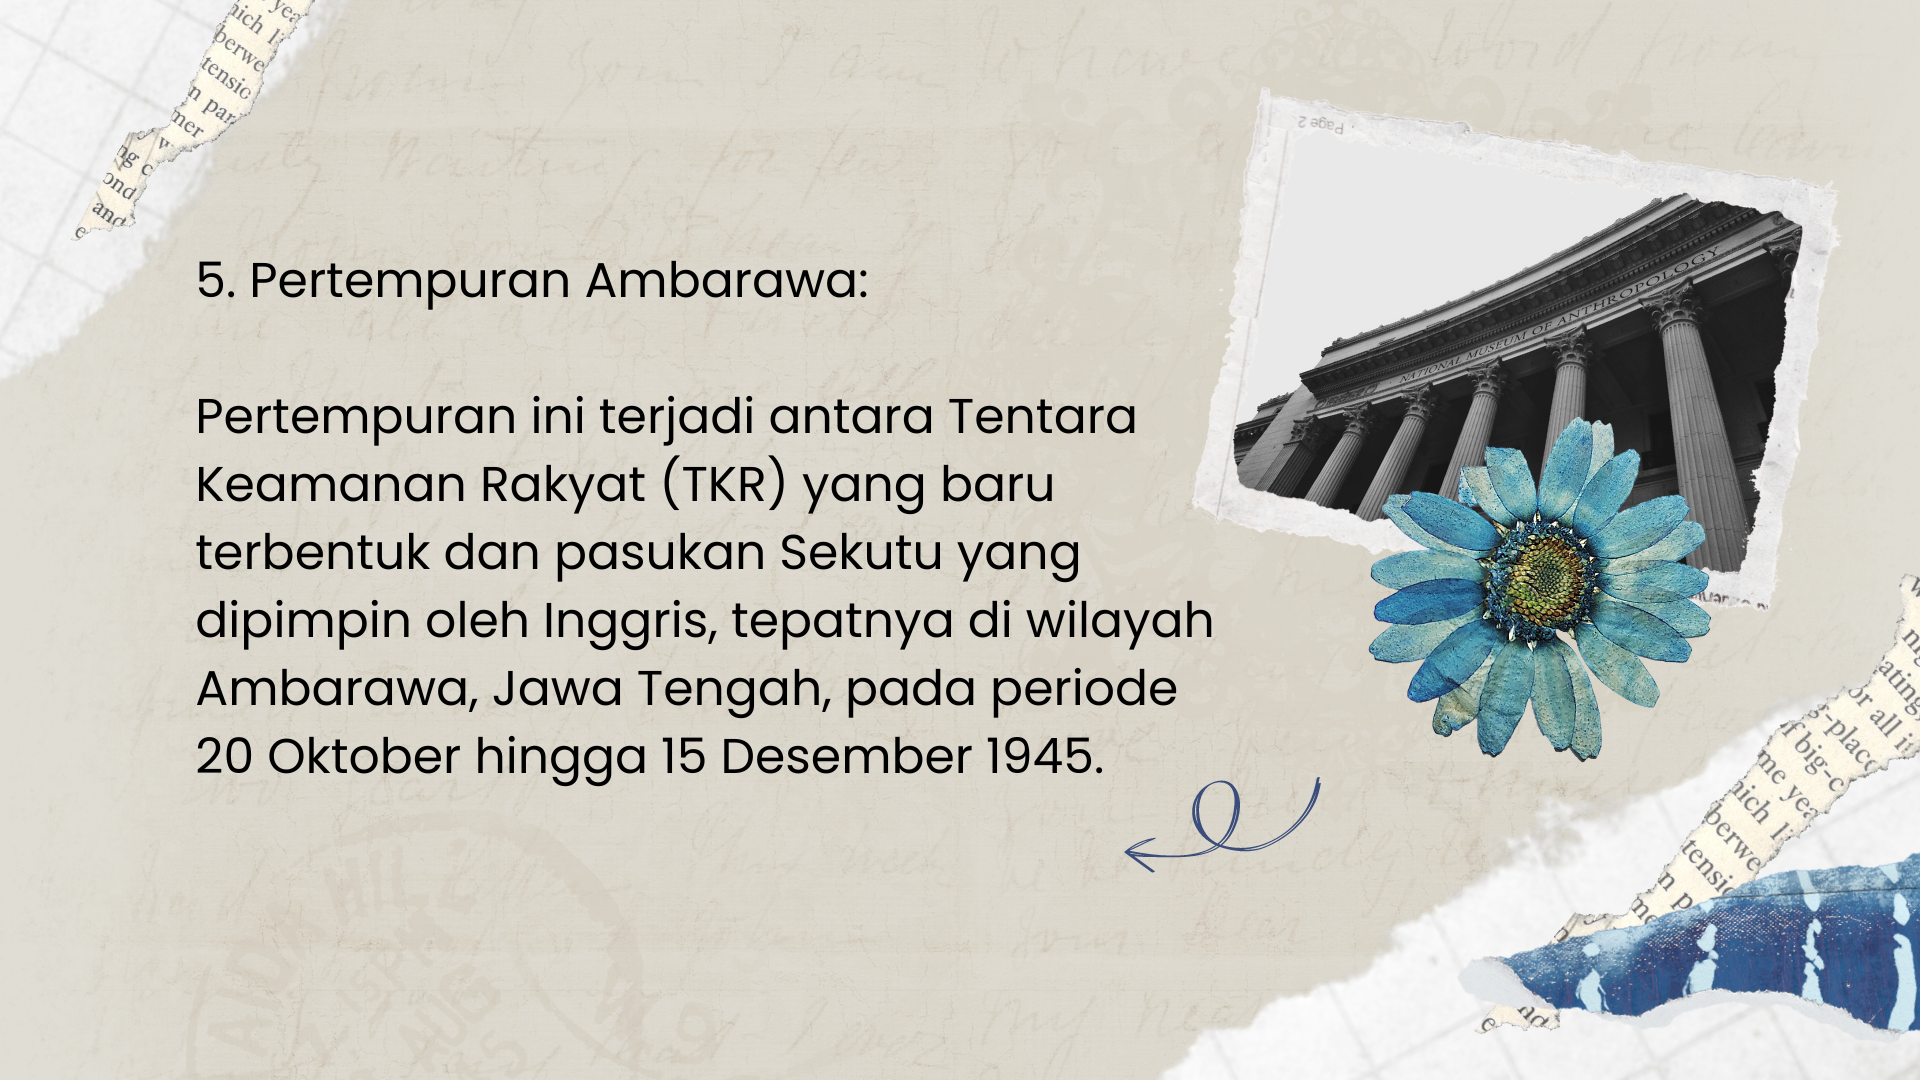 5. Pertempuran Ambarawa:
Pertempuran ini terjadi antara Tentara
Keamanan Rakyat (TKR) yang baru
terbentuk dan pasukan Sekutu yang
dipimpin oleh Inggris, tepatnya di wilayah
Ambarawa, Jawa Tengah, pada periode
20 Oktober hingga 15 Desember 1945.
Page 2
NATIONAL MUSEUM OF ANTHROPOLOGY